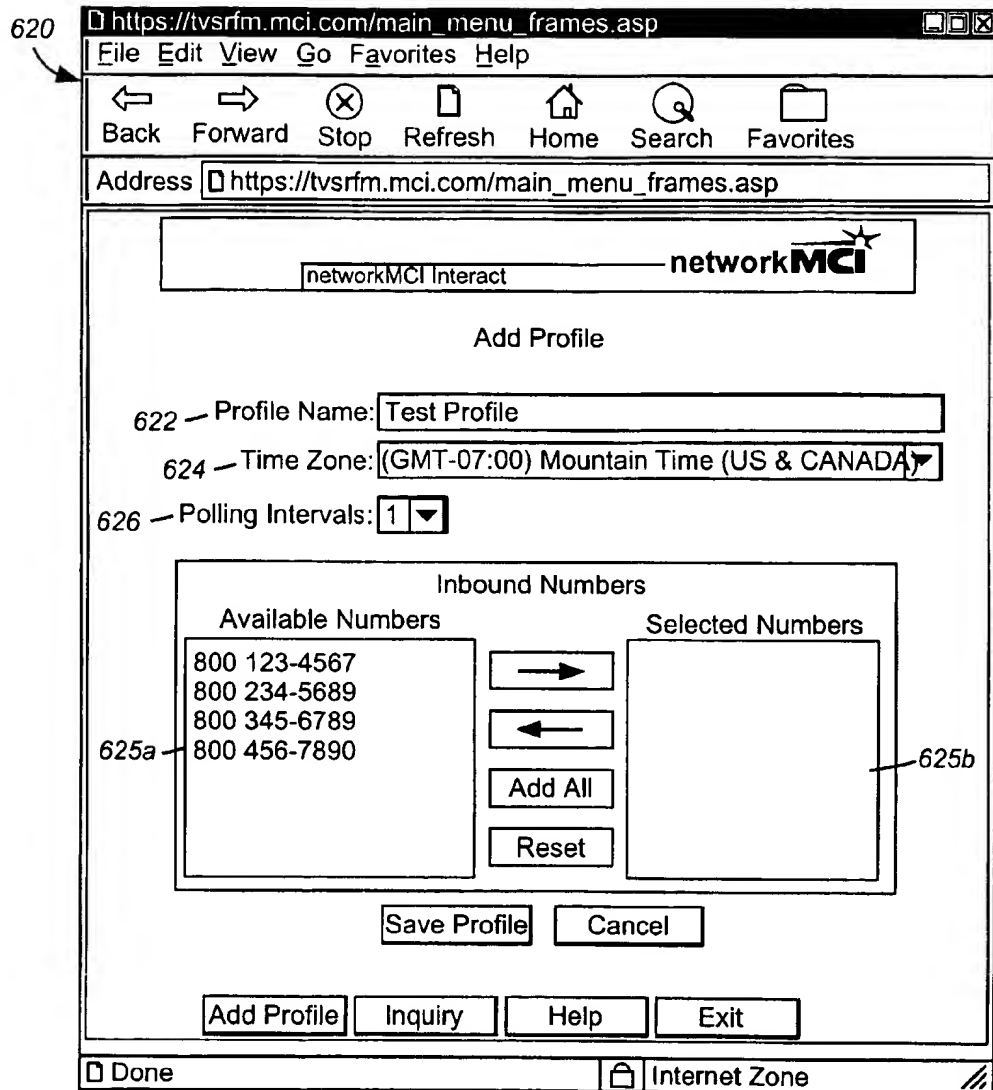 620
https://tvsrfm.mci.com/main_menu_frames.asp
File Edit View Go Favorites Help
Back Forward Stop Refresh Home Search Favorites
Address https://tvsrfm.mci.com/main_menu_frames.asp
networkMCI Interact
networkMCI
Add Profile
622 Profile Name: Test Profile
624 Time Zone: (GMT-07:00) Mountain Time (US & CANADA)
626 Polling Intervals: 1
Inbound Numbers
Available Numbers Selected Numbers
800 123-4567
800 234-5689
800 345-6789
800 456-7890
625a
625b
Add All
Reset
Save Profile Cancel
Add Profile Inquiry Help Exit
Done Internet Zone